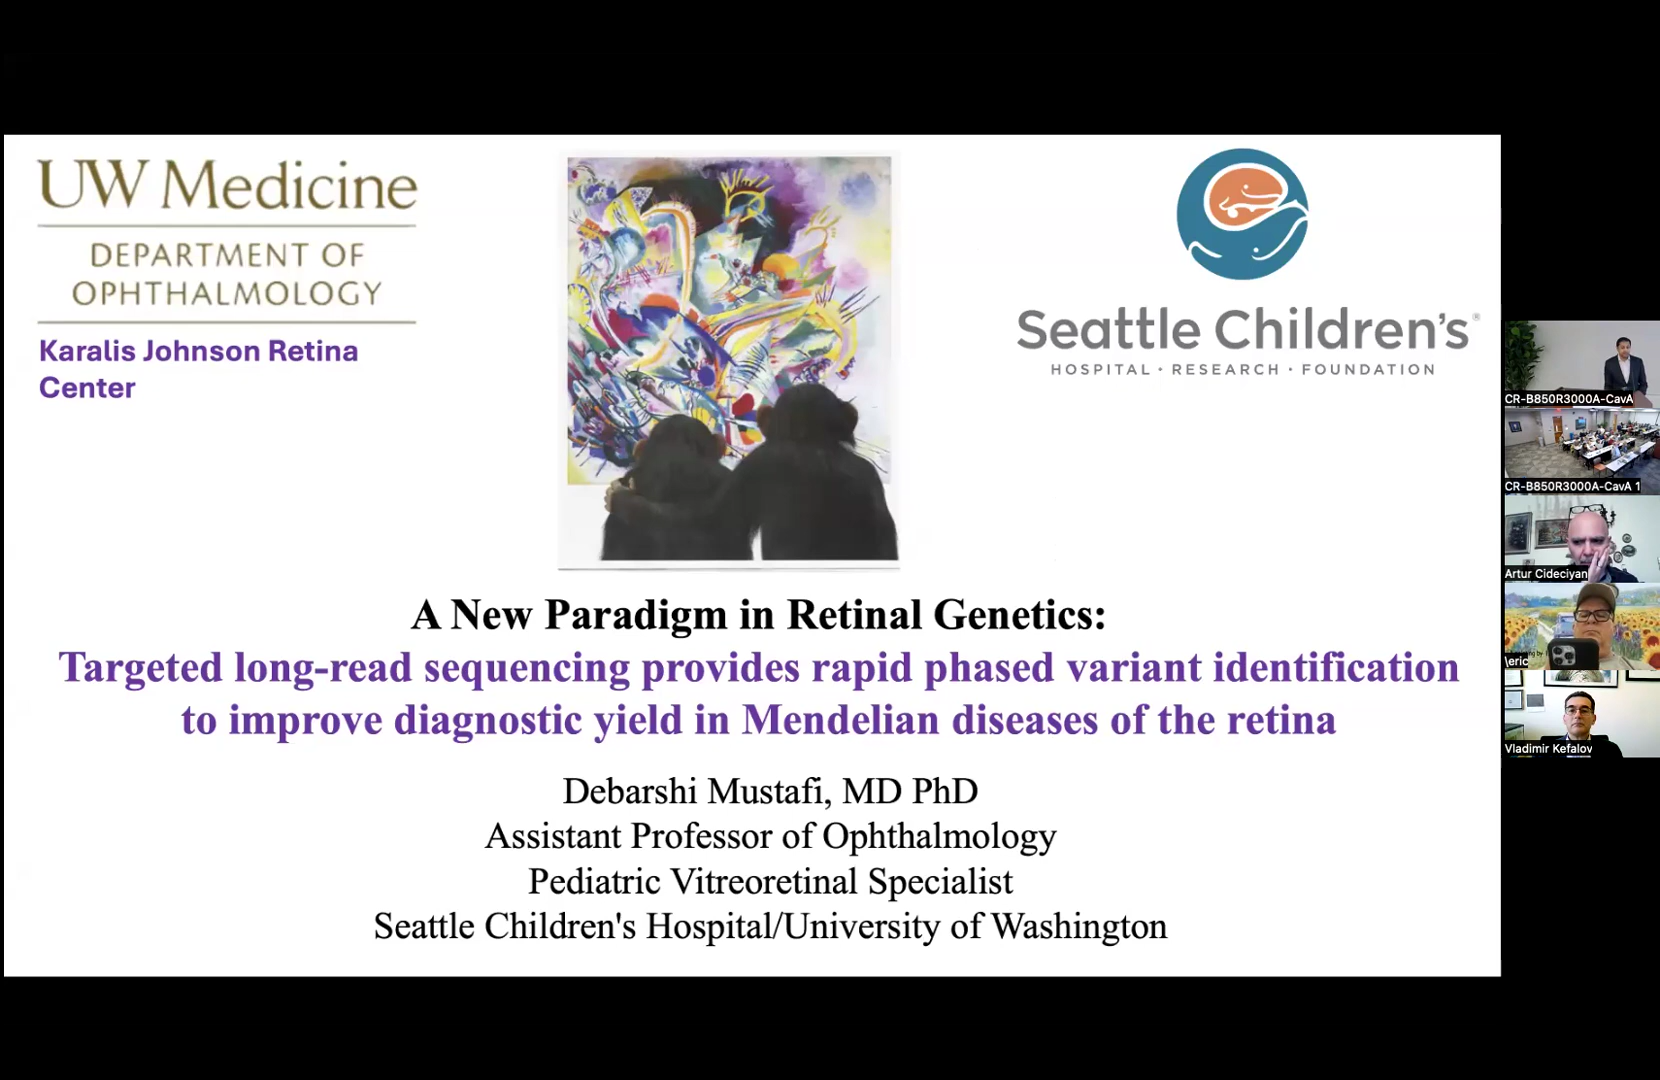 UW Medicine
DEPARTMENT OF
OPHTHALMOLOGY
Karalis Johnson Retina
Center
Seattle Children's®
HOSPITAL • RESEARCH • FOUNDATION
A New Paradigm in Retinal Genetics:
Targeted long-read sequencing provides rapid phased variant identification
to improve diagnostic yield in Mendelian diseases of the retina
Debarshi Mustafi, MD PhD
Assistant Professor of Ophthalmology
Pediatric Vitreoretinal Specialist
Seattle Children's Hospital/University of Washington
CR-B850R3000A-CavA
CR-B850R3000A-CavA 1
Artur Cideciyan
Vladimir Kefalov